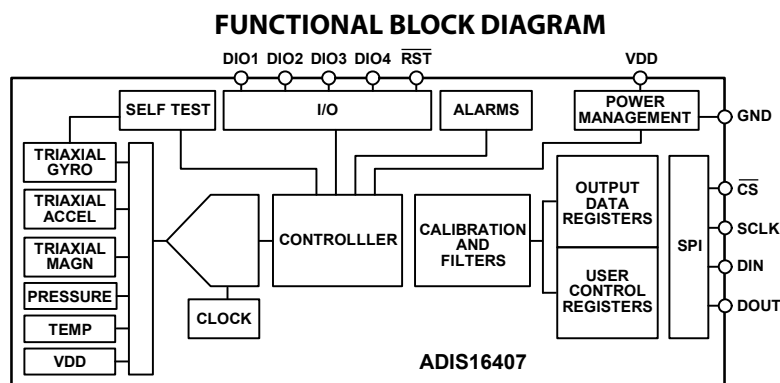 FUNCTIONAL BLOCK DIAGRAM
DIO1 DIO2 DIO3 DIO4 RST VDD
SELF TEST
I/O
ALARMS
POWER
MANAGEMENT
GND
TRIAXIAL
GYRO
TRIAXIAL
ACCEL
TRIAXIAL
MAGN
PRESSURE
TEMP
VDD
CLOCK
CONTROLLLER
CALIBRATION
AND
FILTERS
OUTPUT
DATA
REGISTERS
USER
CONTROL
REGISTERS
SPI
CS
SCLK
DIN
DOUT
ADIS16407